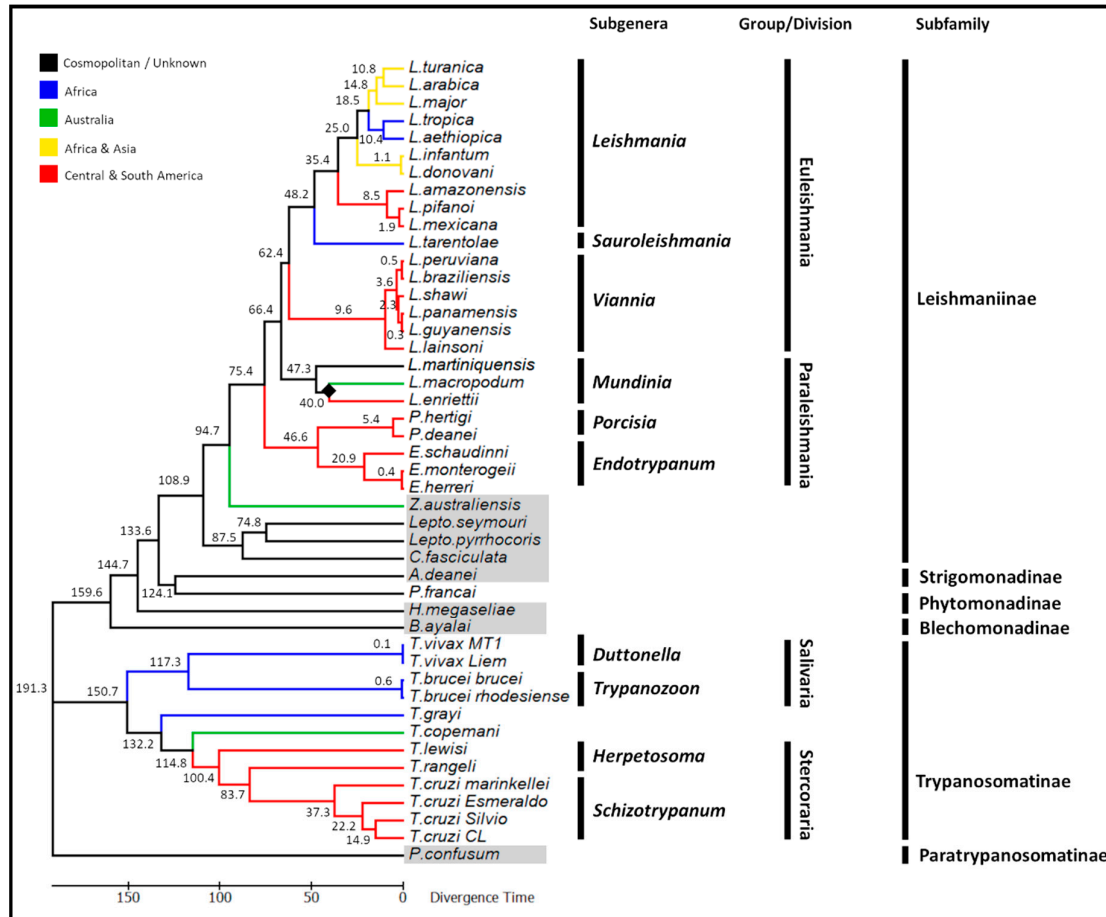 Subgenera Group/Division Subfamily
Cosmopolitan / Unknown
Africa
Australia
Africa & Asia
Central & South America
L.turanica
L.arabica
L.major
L.tropica
L.aethiopica
L.infantum
L.donovani
L.amazonensis
L.pifanoi
L.mexicana
L.tarentolae
L.peruviana
L.braziliensis
L.shawi
L.panamensis
L.guyanensis
L.lainsoni
L.martiniquensis
L.macropodum
L.enriettii
P.hertigi
P.deanei
E.schaudinni
E.monterogeii
E.herreri
Z.australiensis
Lepto.seymouri
Lepto.pyrrhocoris
C.fasciculata
A.deanei
P.francai
H.megaseliae
B.ayalai
T.vivax MT1
T.vivax Liem
T.brucei brucei
T.brucei rhodesiense
T.grayi
T.copemani
T.lewisi
T.rangeli
T.cruzi marinkellei
T.cruzi Esmeraldo
T.cruzi Silvio
T.cruzi CL
P.confusum
10.8
14.8
18.5
25.0
10.4
1.1
35.4
8.5
1.9
48.2
62.4
0.5
3.6
2.3
9.6
0.3
66.4
47.3
40.0
75.4
5.4
46.6
20.9
0.4
94.7
108.9
74.8
87.5
133.6
144.7
124.1
159.6
191.3
0.1
117.3
0.6
150.7
132.2
114.8
100.4
83.7
37.3
22.2
14.9
Leishmania
Sauroleishmania
Viannia
Mundinia
Porcisia
Endotrypanum
Duttonella
Trypanozoon
Herpetosoma
Schizotrypanum
Euleishmania
Paraleishmania
Salivaria
Stercoraria
Leishmaniinae
Strigomonadinae
Phytomonadinae
Blechomonadinae
Trypanosomatinae
Paratrypanosomatinae
150 100 50 0 Divergence Time